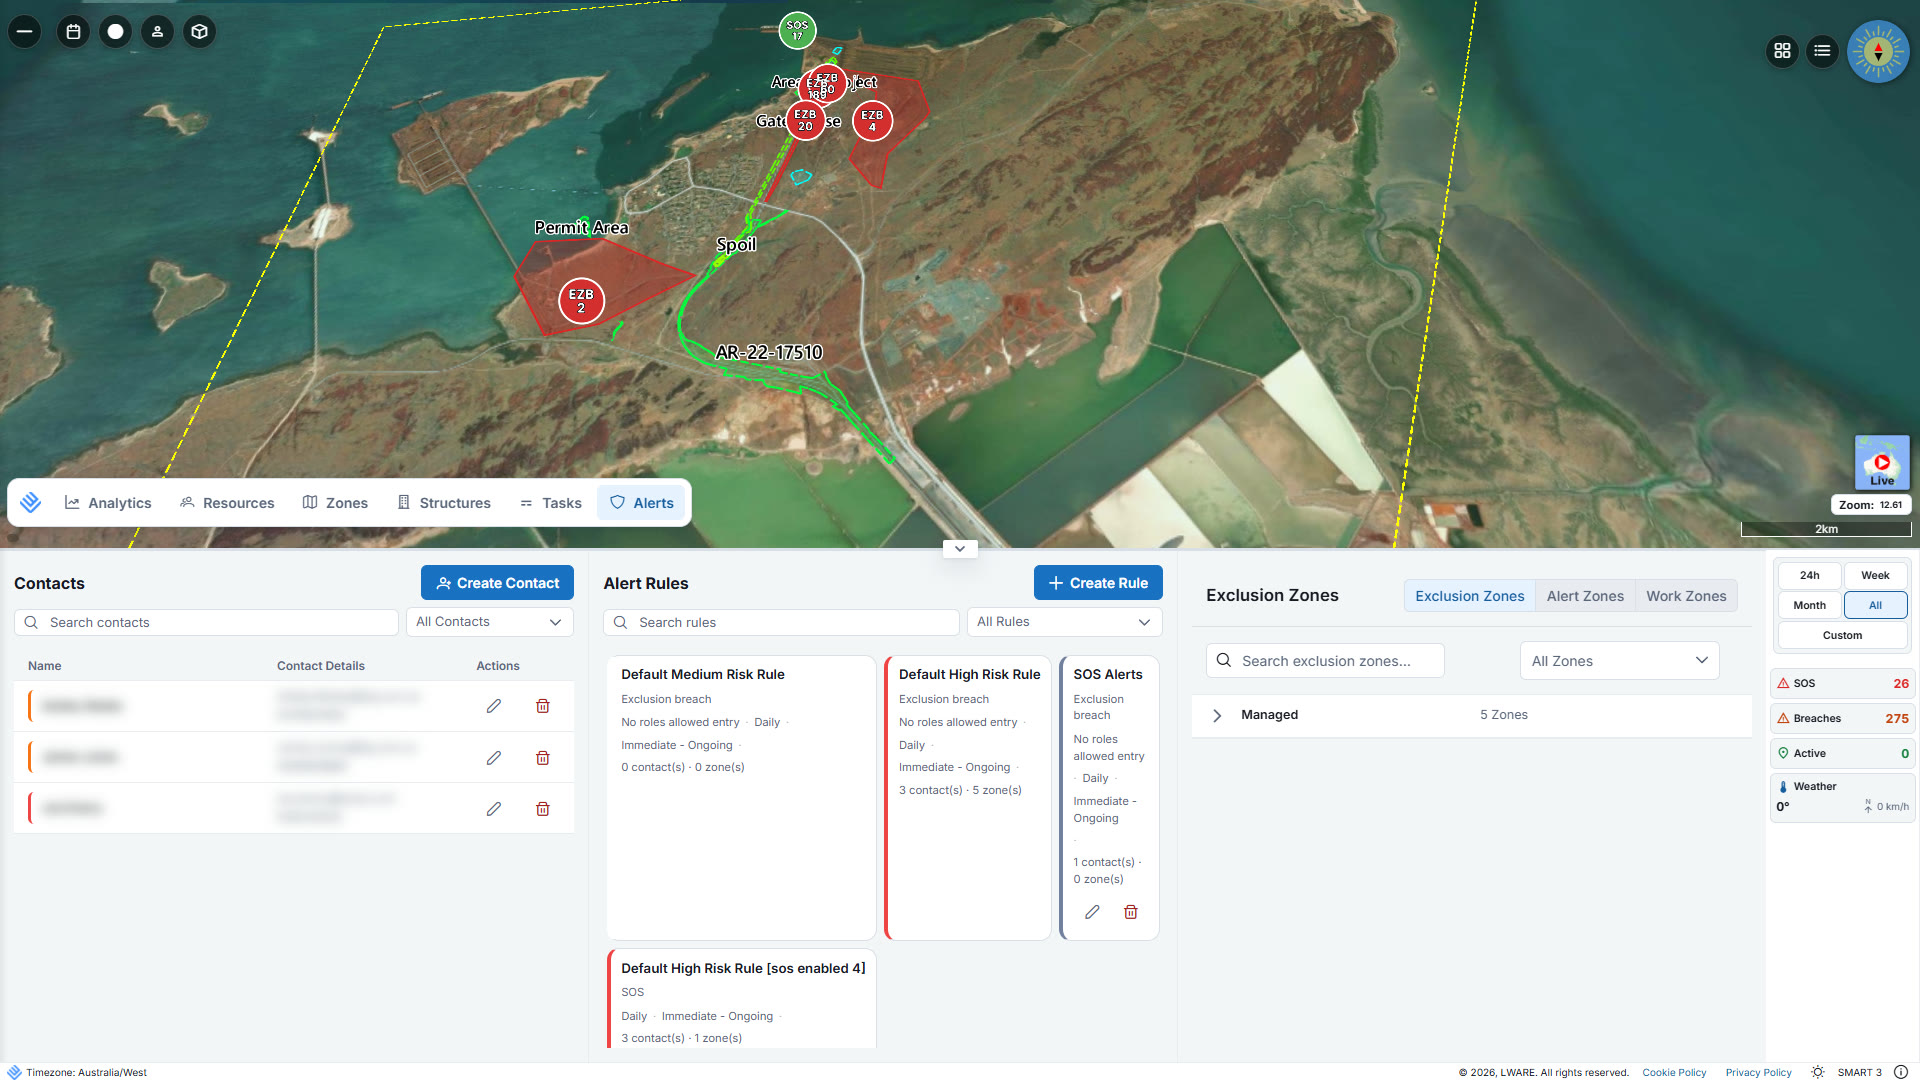 SOS
17
Area
ject
EZB
60
EZB
189
EZB
20
EZB
4
Gate
se
Permit Area
Spoil
EZB
2
AR-22-17510
Live
Zoom: 12.61
2km
Analytics
Resources
Zones
Structures
Tasks
Alerts
Contacts
Create Contact
Search contacts
All Contacts
Name
Contact Details
Actions
Alert Rules
Create Rule
Search rules
All Rules
Default Medium Risk Rule
Exclusion breach
No roles allowed entry · Daily ·
Immediate - Ongoing ·
0 contact(s) · 0 zone(s)
Default High Risk Rule
Exclusion breach
No roles allowed entry ·
Daily ·
Immediate - Ongoing ·
3 contact(s) · 5 zone(s)
SOS Alerts
Exclusion
breach
No roles
allowed entry
· Daily ·
Immediate -
Ongoing
·
1 contact(s) ·
0 zone(s)
Default High Risk Rule [sos enabled 4]
SOS
Daily · Immediate - Ongoing ·
3 contact(s) · 1 zone(s)
Exclusion Zones
Exclusion Zones
Alert Zones
Work Zones
Search exclusion zones...
All Zones
Managed
5 Zones
24h
Week
Month
All
Custom
SOS 26
Breaches 275
Active 0
Weather
0°
N
0 km/h
Timezone: Australia/West
© 2026, LWARE. All rights reserved.
Cookie Policy
Privacy Policy
SMART 3